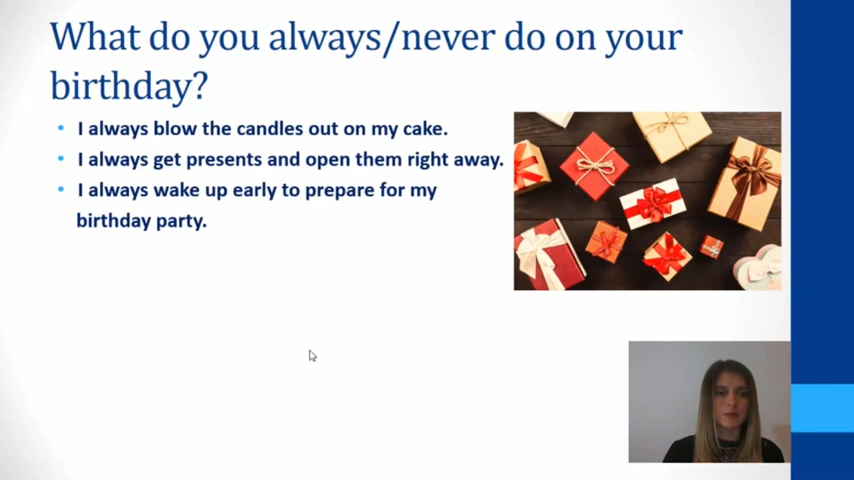 What do you always/never do on your
birthday?
• I always blow the candles out on my cake.
• I always get presents and open them right away.
• I always wake up early to prepare for my
birthday party.